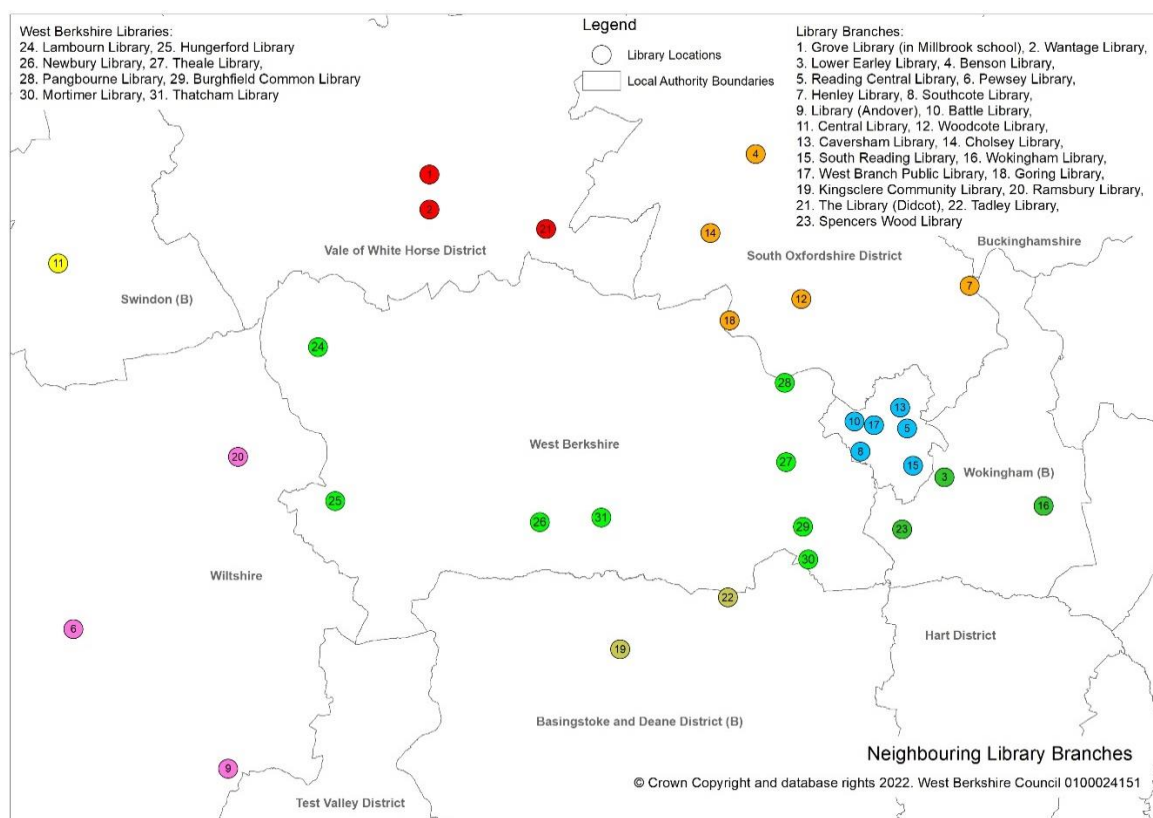 West Berkshire Libraries:
24. Lambourn Library, 25. Hungerford Library
26. Newbury Library, 27. Theale Library,
28. Pangbourne Library, 29. Burghfield Common Library
30. Mortimer Library, 31. Thatcham Library
Legend
Library Locations
Local Authority Boundaries
Library Branches:
1. Grove Library (in Millbrook school), 2. Wantage Library,
3. Lower Earley Library, 4. Benson Library,
5. Reading Central Library, 6. Pewsey Library,
7. Henley Library, 8. Southcote Library,
9. Library (Andover), 10. Battle Library,
11. Central Library, 12. Woodcote Library,
13. Caversham Library, 14. Cholsey Library,
15. South Reading Library, 16. Wokingham Library,
17. West Branch Public Library, 18. Goring Library,
19. Kingsclere Community Library, 20. Ramsbury Library,
21. The Library (Didcot), 22. Tadley Library,
23. Spencers Wood Library
4
1
2
21
14
Vale of White Horse District
South Oxfordshire District
Buckinghamshire
11
Swindon (B)
7
12
18
24
28
13
10
17
5
West Berkshire
8
20
27
15
Wokingham (B)
3
25
16
26
31
29
23
30
Wiltshire
22
6
19
Hart District
Basingstoke and Deane District (B)
9
Test Valley District
Neighbouring Library Branches
© Crown Copyright and database rights 2022. West Berkshire Council 0100024151